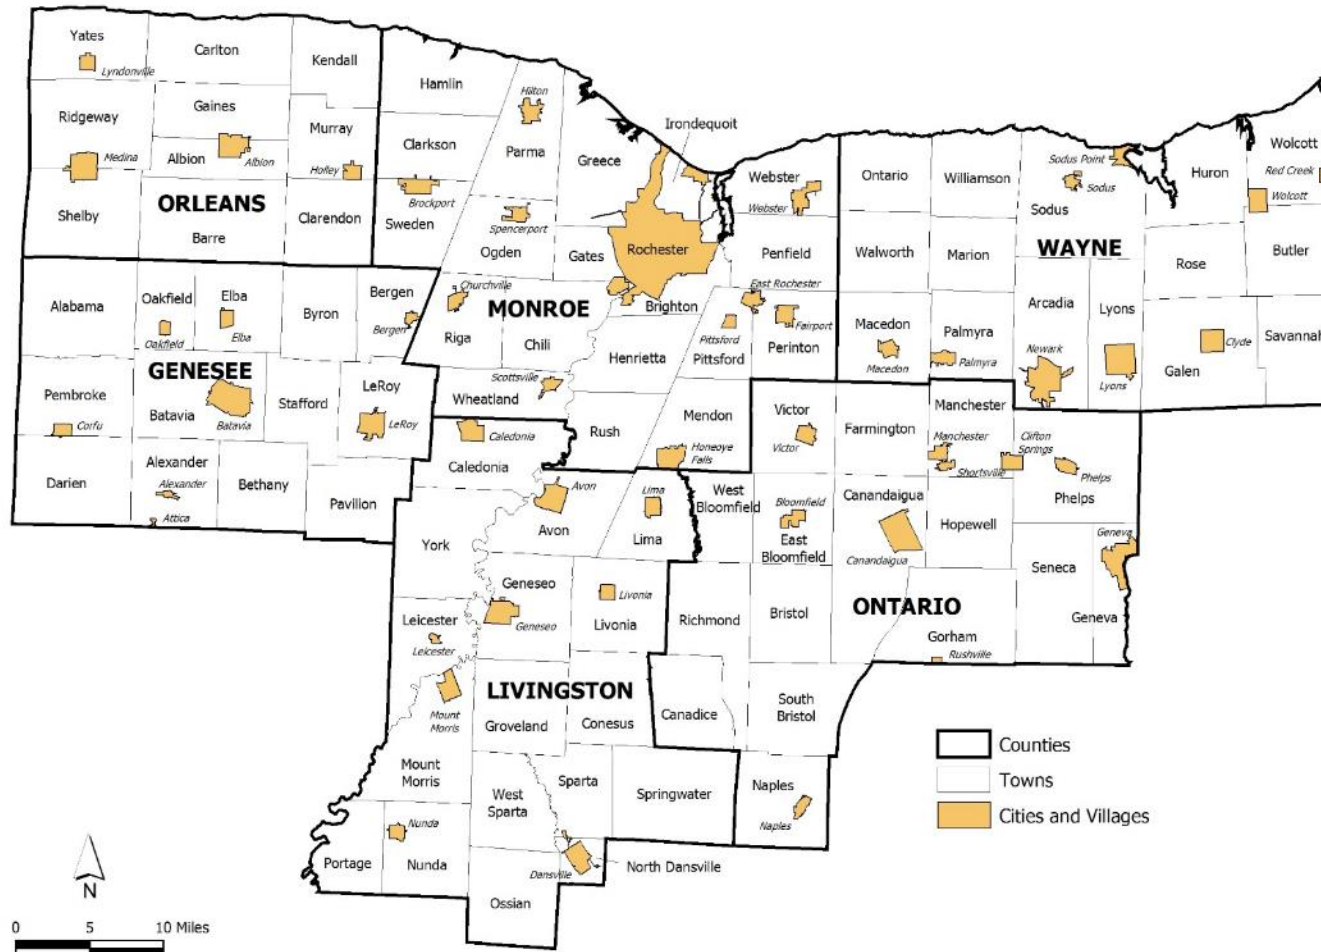 Yates
Lyndonville
Carlton
Kendall
Hamlin
Hilton
Irondequoit
Ridgeway
Gaines
Murray
Clarkson
Parma
Greece
Webster
Webster
Ontario
Williamson
Sodus Point
Sodus
Sodus
Huron
Wolcott
Red Creek
Wolcott
Medina
Albion
Albion
Holley
Brockport
Shelby
ORLEANS
Barre
Clarendon
Sweden
Spencerport
Ogden
Gates
Rochester
Penfield
East Rochester
Walworth
Marion
WAYNE
Rose
Butler
Alabama
Oakfield
Oakfield
Elba
Elba
Byron
Bergen
Bergen
Churchville
Riga
MONROE
Chili
Brighton
Henrietta
Pittsford
Pittsford
Fairport
Perinton
Macedon
Macedon
Palmyra
Palmyra
Arcadia
Newark
Lyons
Lyons
Clyde
Galen
Savannah
GENESEE
Pembroke
Corfu
Batavia
Batavia
Stafford
LeRoy
LeRoy
Scottsville
Wheatland
Rush
Mendon
Honeoye
Falls
Victor
Victor
Farmington
Manchester
Manchester
Shortsville
Clifton
Springs
Phelps
Phelps
Darien
Alexander
Alexander
Attica
Bethany
Pavilion
Caledonia
Caledonia
Avon
Avon
Lima
Lima
West
Bloomfield
Bloomfield
East
Bloomfield
Canandaigua
Canandaigua
Hopewell
Geneva
Seneca
Geneva
York
Geneseo
Geneseo
Livonia
Livonia
Richmond
Bristol
ONTARIO
Gorham
Rushville
Leicester
Leicester
Mount
Morris
LIVINGSTON
Groveland
Conesus
Canadice
South
Bristol
Mount
Morris
West
Sparta
Sparta
Springwater
Naples
Naples
Nunda
Nunda
Portage
Dansville
North Dansville
Ossian
Counties
Towns
Cities and Villages
N
0 5 10 Miles